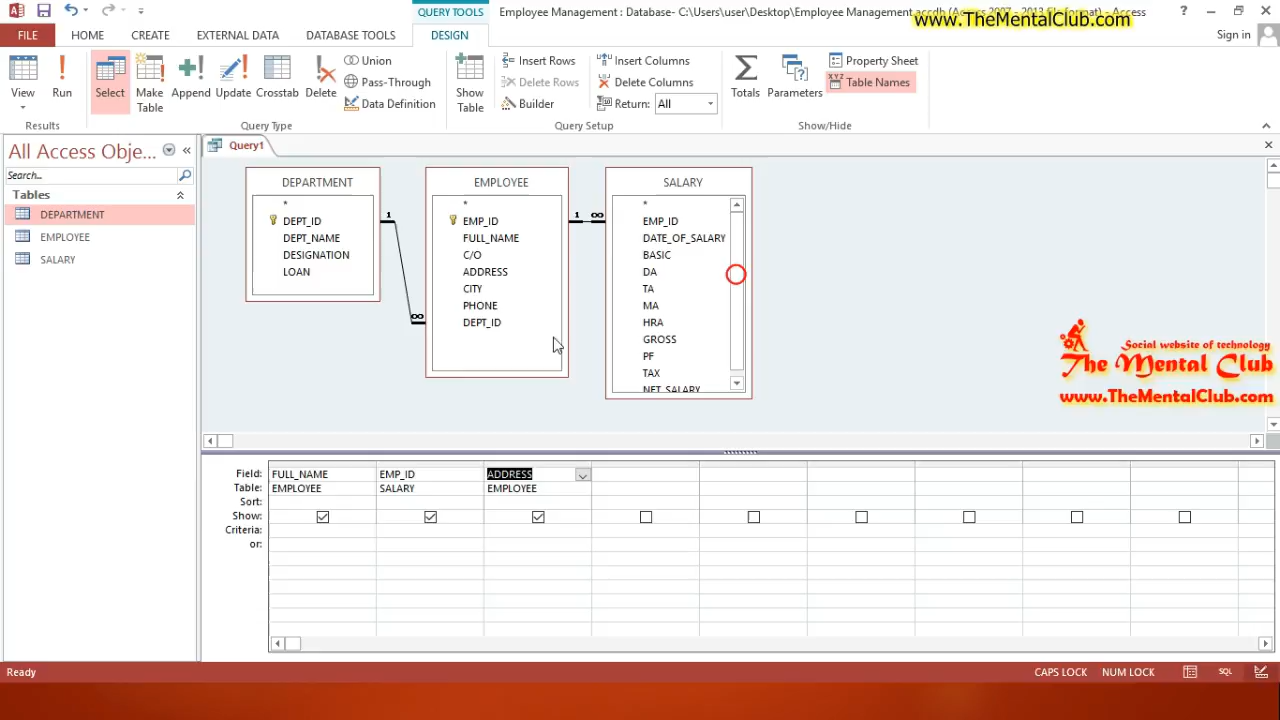 QUERY TOOLS
Employee Management : Database- C:\Users\user\Desktop\Employee Management.accdb (Access 2007 - 2013 file format) - Access
www.TheMentalClub.com
FILE
HOME
CREATE
EXTERNAL DATA
DATABASE TOOLS
DESIGN
Sign in
View
Run
Select
Make Table
Append
Update
Crosstab
Delete
Union
Pass-Through
Data Definition
Show Table
Insert Rows
Delete Rows
Builder
Insert Columns
Delete Columns
Return: All
Totals
Parameters
Property Sheet
XYZ Table Names
Results
Query Type
Query Setup
Show/Hide
All Access Obje...
Search...
Tables
DEPARTMENT
EMPLOYEE
SALARY
Query1
DEPARTMENT
*
DEPT_ID
DEPT_NAME
DESIGNATION
LOAN
1
∞
EMPLOYEE
*
EMP_ID
FULL_NAME
C/O
ADDRESS
CITY
PHONE
DEPT_ID
1
∞
SALARY
*
EMP_ID
DATE_OF_SALARY
BASIC
DA
TA
MA
HRA
GROSS
PF
TAX
NET_SALARY
Social website of technology
The Mental Club
www.TheMentalClub.com
Field: FULL_NAME EMP_ID ADDRESS
Table: EMPLOYEE SALARY EMPLOYEE
Sort:
Show:
Criteria:
or:
Ready
CAPS LOCK
NUM LOCK
SQL